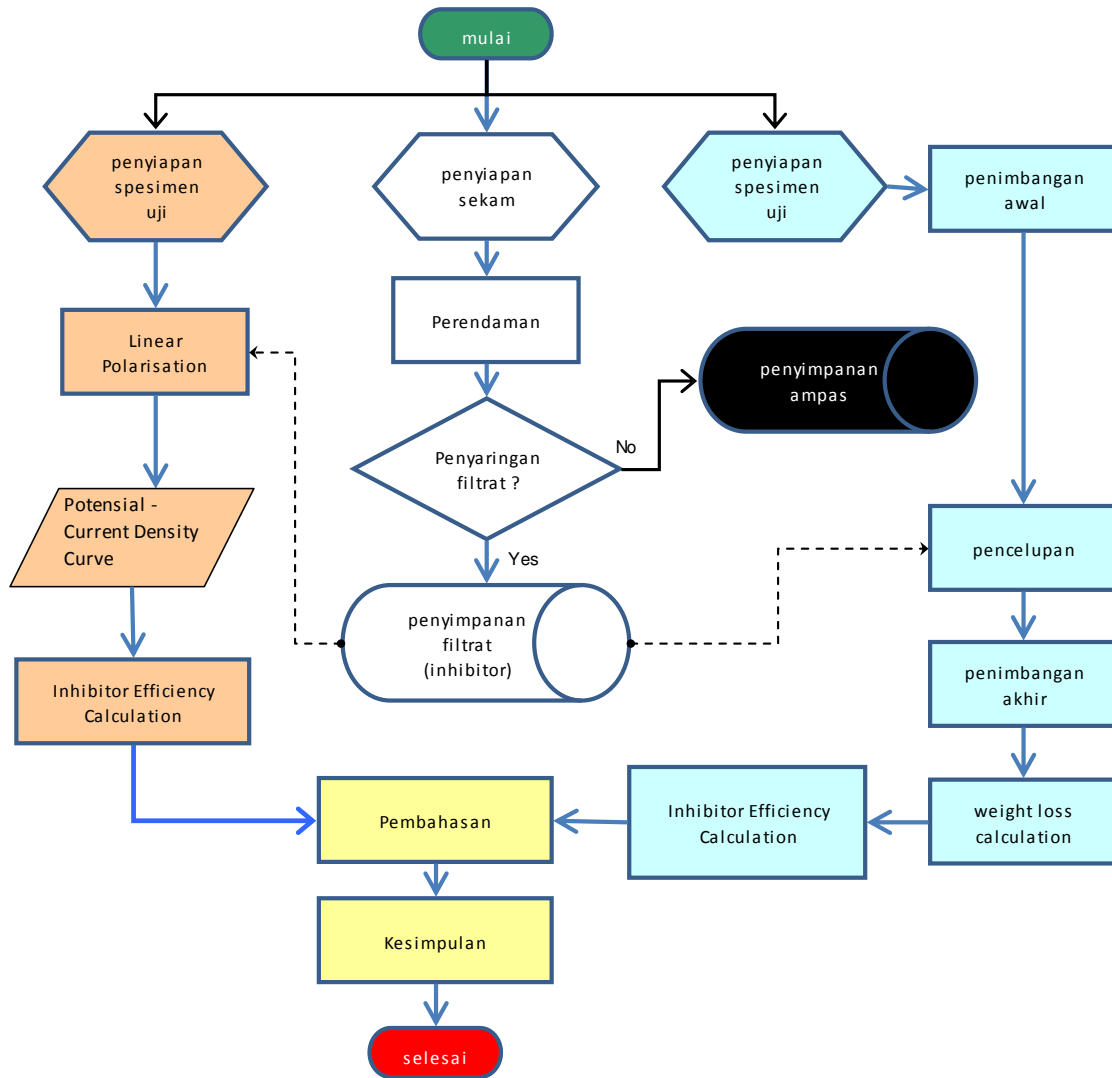 mulai
penyiapan
spesimen
uji
penyiapan
sekam
penyiapan
spesimen
uji
penimbangan
awal
Linear
Polarisation
Perendaman
penyimpanan
ampas
No
Penyaringan
filtrat ?
Yes
Potensial -
Current Density
Curve
pencelupan
penyimpanan
filtrat
(inhibitor)
penimbangan
akhir
Inhibitor Efficiency
Calculation
Pembahasan
Inhibitor Efficiency
Calculation
weight loss
calculation
Kesimpulan
selesai